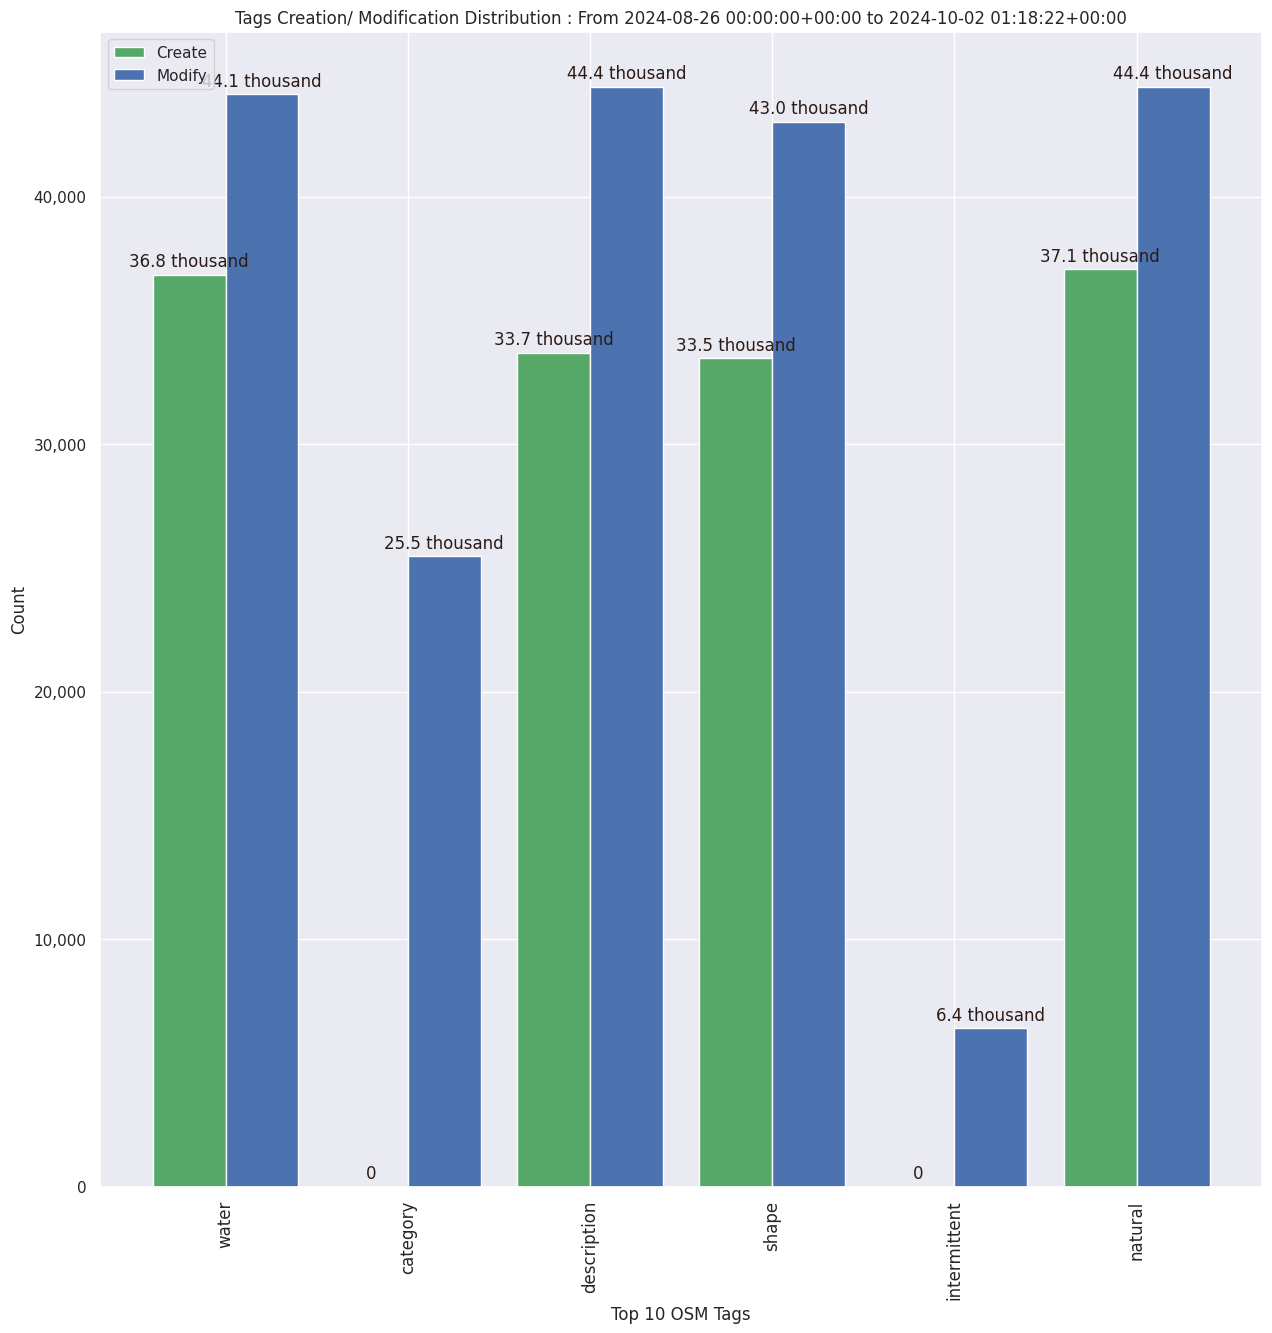 Tags Creation/ Modification Distribution : From 2024-08-26 00:00:00+00:00 to 2024-10-02 01:18:22+00:00
Create
Modify
44.1 thousand
44.4 thousand
44.4 thousand
43.0 thousand
40,000
36.8 thousand
37.1 thousand
33.7 thousand
33.5 thousand
30,000
25.5 thousand
Count
20,000
10,000
6.4 thousand
0
0
0
water
category
description
shape
intermittent
natural
Top 10 OSM Tags